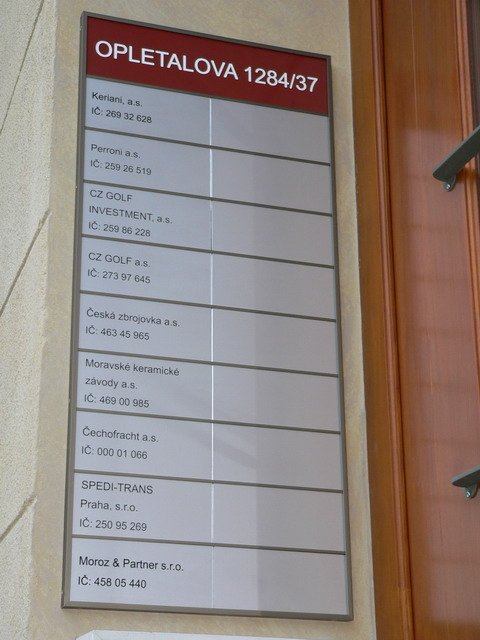 OPLETALOVA 1284/37
Keriani, a.s.
IČ: 269 32 628
Perroni a.s.
IČ: 259 26 519
CZ GOLF
INVESTMENT, a.s.
IČ: 259 86 228
CZ GOLF a.s.
IČ: 273 97 645
Česká zbrojovka a.s.
IČ: 463 45 965
Moravské keramické
závody a.s.
IČ: 469 00 985
Čechofracht a.s.
IČ: 000 01 066
SPEDI-TRANS
Praha, s.r.o.
IČ: 250 95 269
Moroz & Partner s.r.o.
IČ: 458 05 440